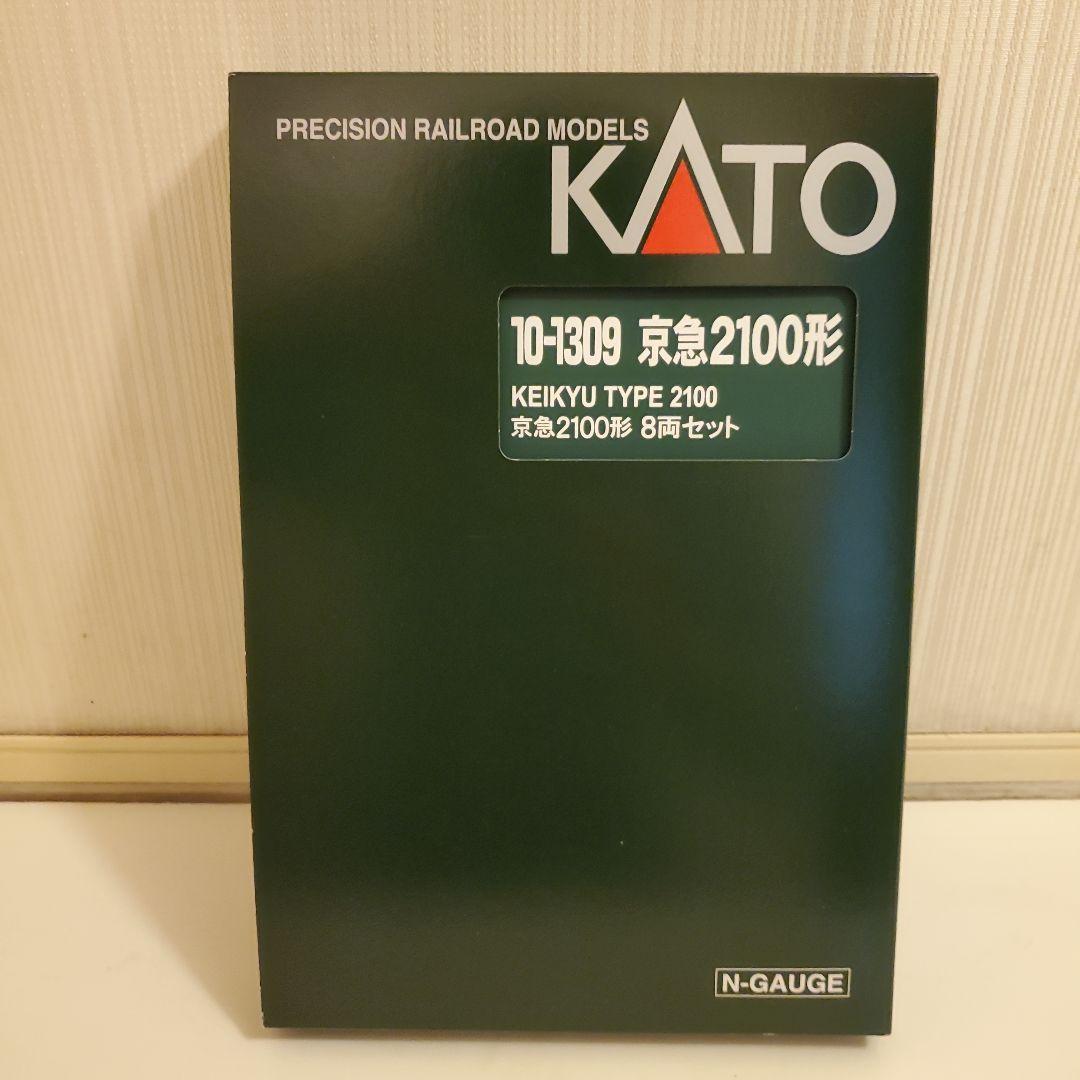 PRECISION RAILROAD MODELS
KATO
10-1309 京急2100形
KEIKYU TYPE 2100
京急2100形 8両セット
N-GAUGE